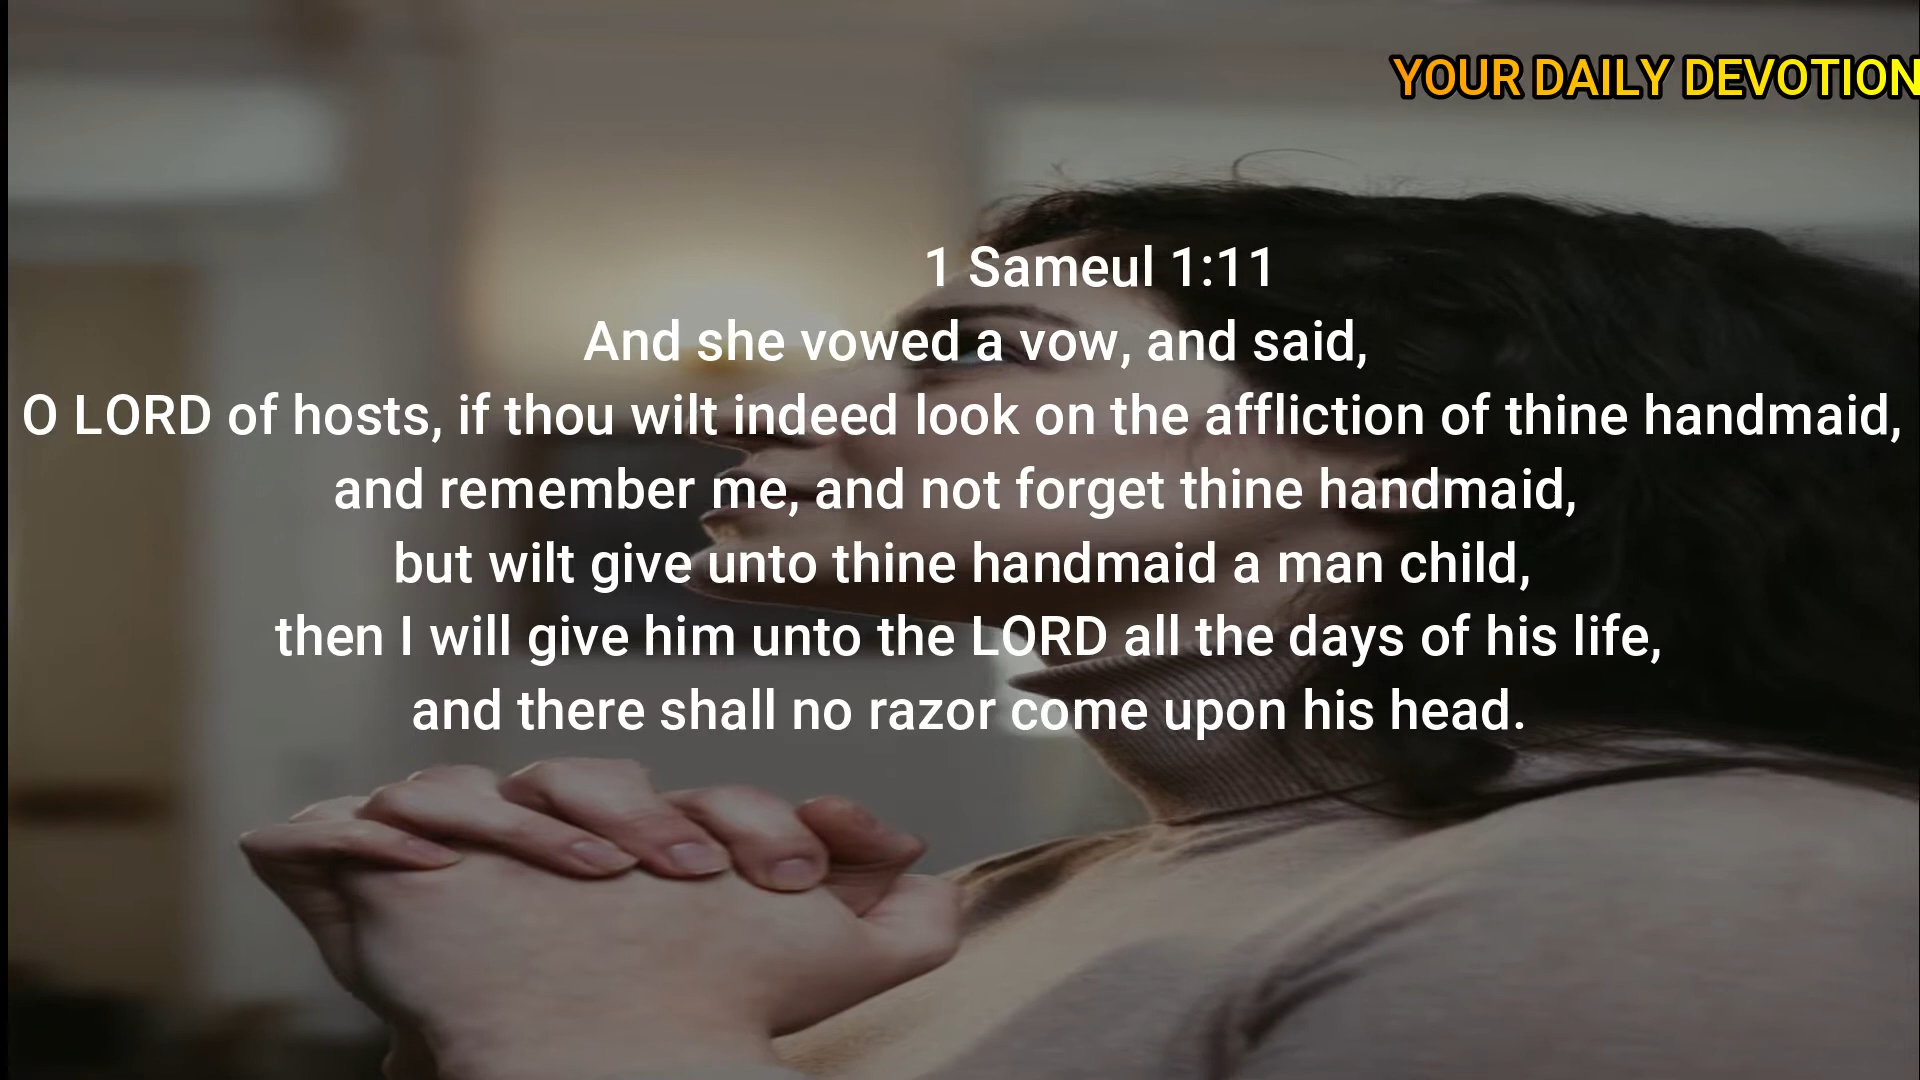 YOUR DAILY DEVOTION
1 Sameul 1:11
And she vowed a vow, and said,
O LORD of hosts, if thou wilt indeed look on the affliction of thine handmaid,
and remember me, and not forget thine handmaid,
but wilt give unto thine handmaid a man child,
then I will give him unto the LORD all the days of his life,
and there shall no razor come upon his head.